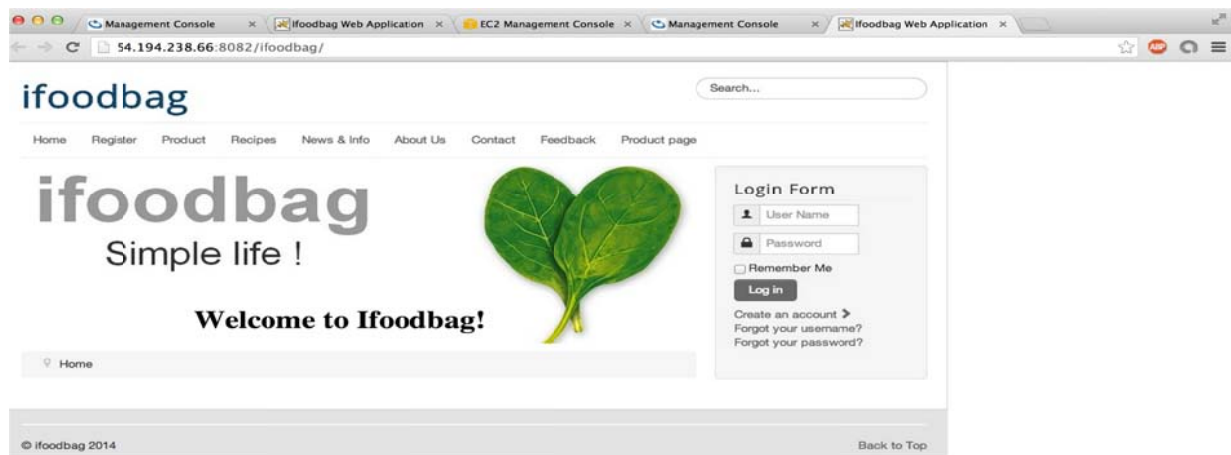 Management Console
Ifoodbag Web Application
EC2 Management Console
Management Console
Ifoodbag Web Application
54.194.238.66:8082/ifoodbag/
ABP
ifoodbag
Search...
Home Register Product Recipes News & Info About Us Contact Feedback Product page
ifoodbag
Simple life !
Welcome to Ifoodbag!
Home
Login Form
User Name
Password
Remember Me
Log in
Create an account
Forgot your username?
Forgot your password?
© ifoodbag 2014
Back to Top